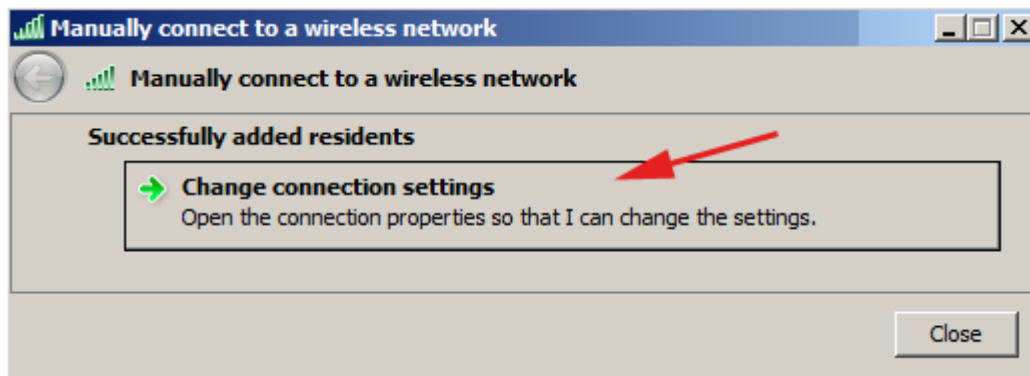 Manually connect to a wireless network
Manually connect to a wireless network
Successfully added residents
Change connection settings
Open the connection properties so that I can change the settings.
Close